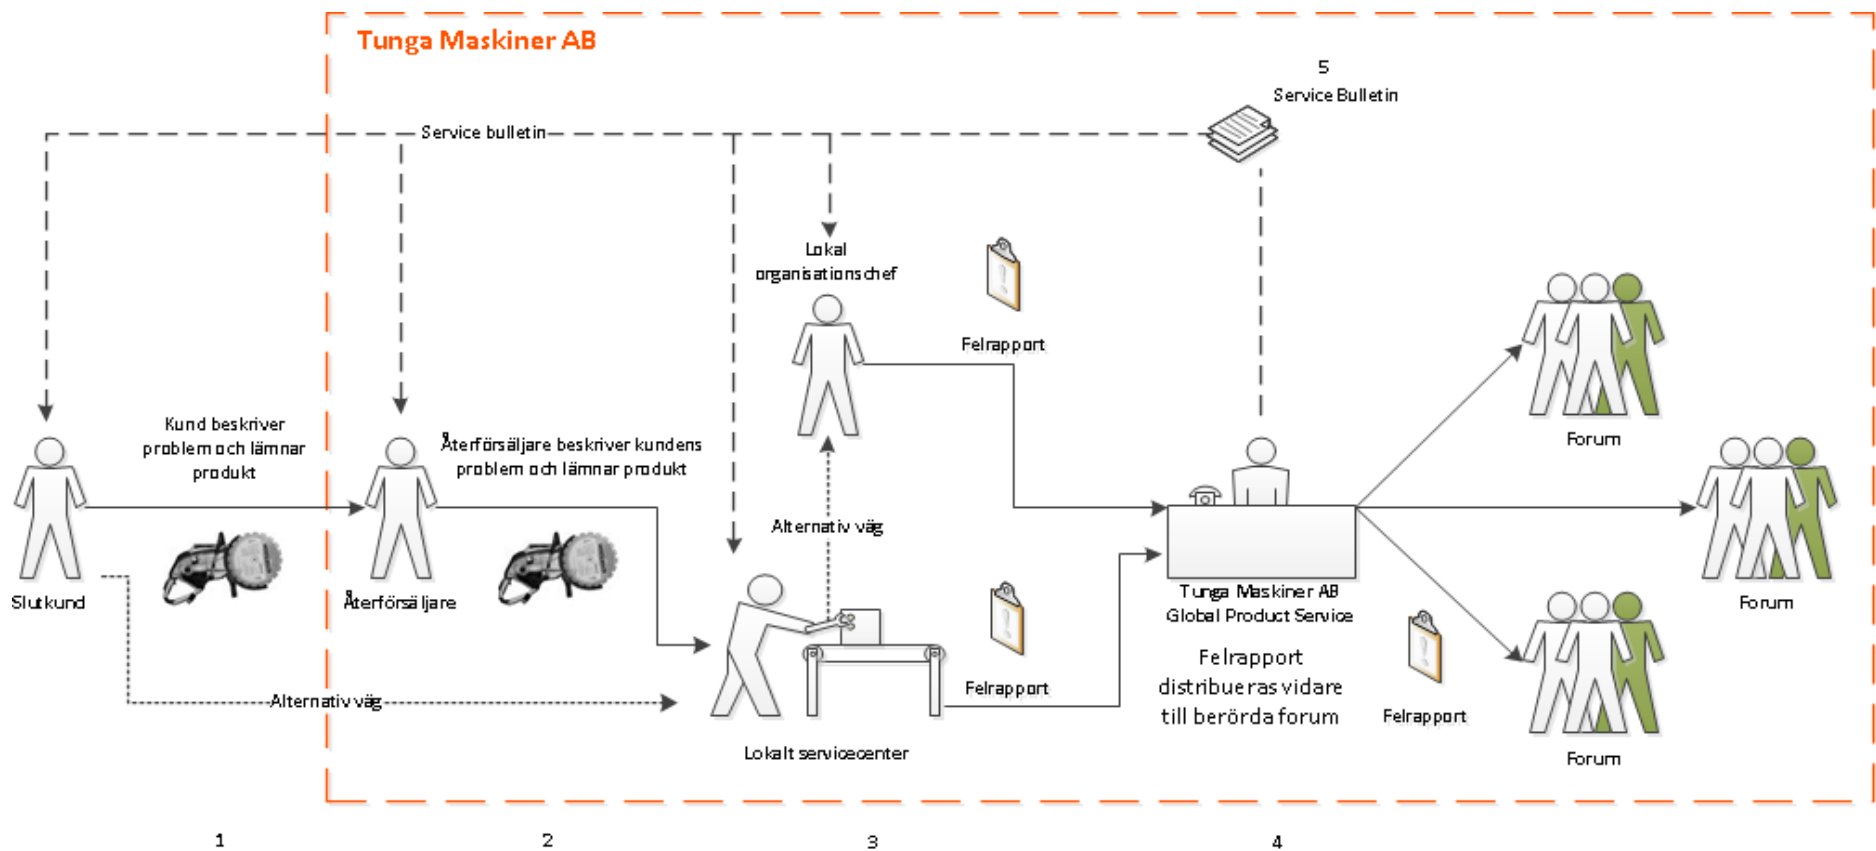 Tunga Maskiner AB
5
Service Bulletin
Service bulletin
Lokal
organisationschef
Felrapport
Kund beskriver
problem och lämnar
produkt
Återförsäljare beskriver kundens
problem och lämnar produkt
Forum
Alternativ väg
Slutkund
Återförsäljare
Tunga Maskiner AB
Global Product Service
Forum
Felrapport
distribueras vidare
till berörda forum
Felrapport
Alternativ väg
Felrapport
Lokalt servicecenter
Forum
1
2
3
4